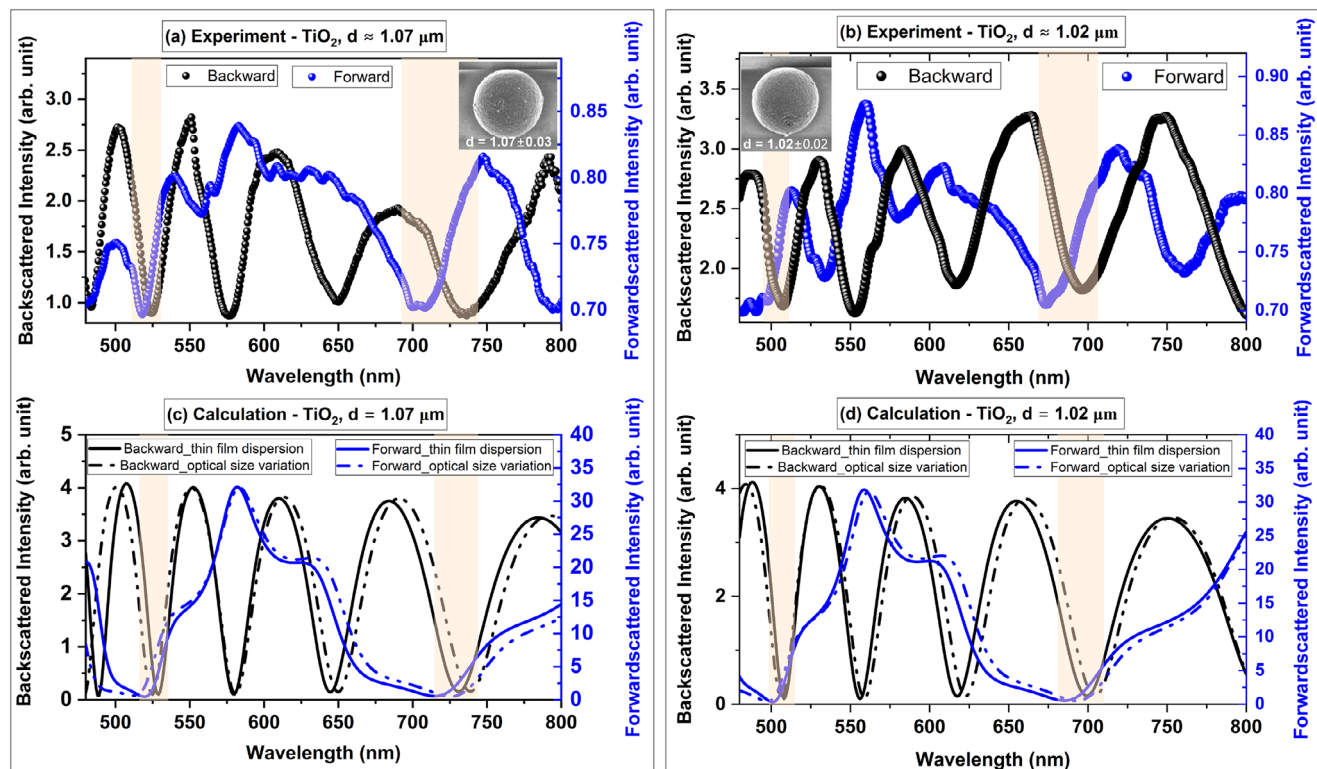 (a) Experiment - TiO₂, d ≈ 1.07 μm
Backward
Forward
d = 1.07±0.03
Backscattered Intensity (arb. unit)
3.0
2.5
2.0
1.5
1.0
0.85
0.80
0.75
0.70
Forwardscattered Intensity (arb. unit)
500 550 600 650 700 750 800
Wavelength (nm)
(b) Experiment - TiO₂, d ≈ 1.02 μm
Backward
Forward
d = 1.02±0.02
Backscattered Intensity (arb. unit)
3.5
3.0
2.5
2.0
0.90
0.85
0.80
0.75
0.70
Forwardscattered Intensity (arb. unit)
500 550 600 650 700 750 800
Wavelength (nm)
(c) Calculation - TiO₂, d = 1.07 μm
Backward_thin film dispersion
Backward_optical size variation
Forward_thin film dispersion
Forward_optical size variation
Backscattered Intensity (arb. unit)
5
4
3
2
1
0
40
35
30
25
20
15
10
5
0
Forwardscattered Intensity (arb. unit)
500 550 600 650 700 750 800
Wavelength (nm)
(d) Calculation - TiO₂, d = 1.02 μm
Backward_thin film dispersion
Backward_optical size variation
Forward_thin film dispersion
Forward_optical size variation
Backscattered Intensity (arb. unit)
4
2
0
40
35
30
25
20
15
10
5
0
Forwardscattered Intensity (arb. unit)
500 550 600 650 700 750 800
Wavelength (nm)